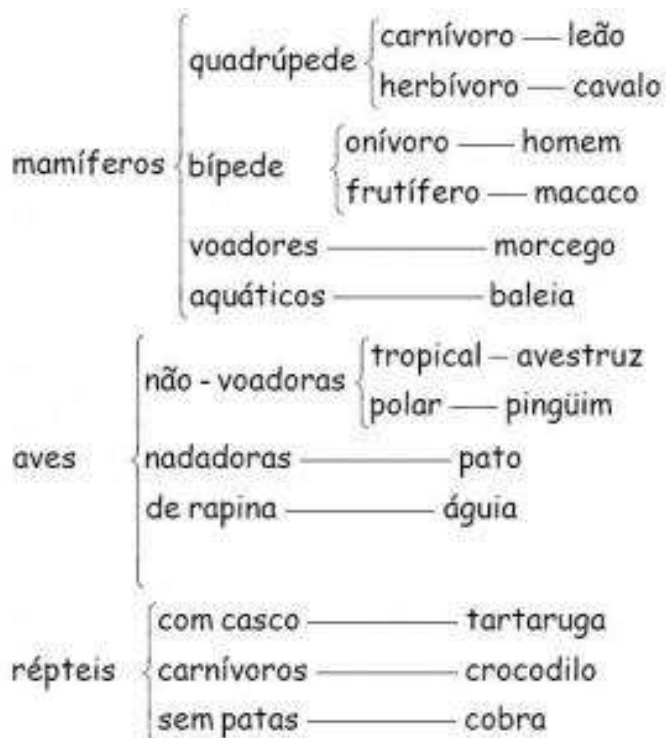 quadrúpede carnívoro — leão
herbívoro — cavalo
mamíferos bípede onívoro — homem
frutífero — macaco
voadores — morcego
aquáticos — baleia
não - voadoras tropical – avestruz
polar — pingüim
aves nadadoras — pato
de rapina — águia
répteis com casco — tartaruga
carnívoros — crocodilo
sem patas — cobra